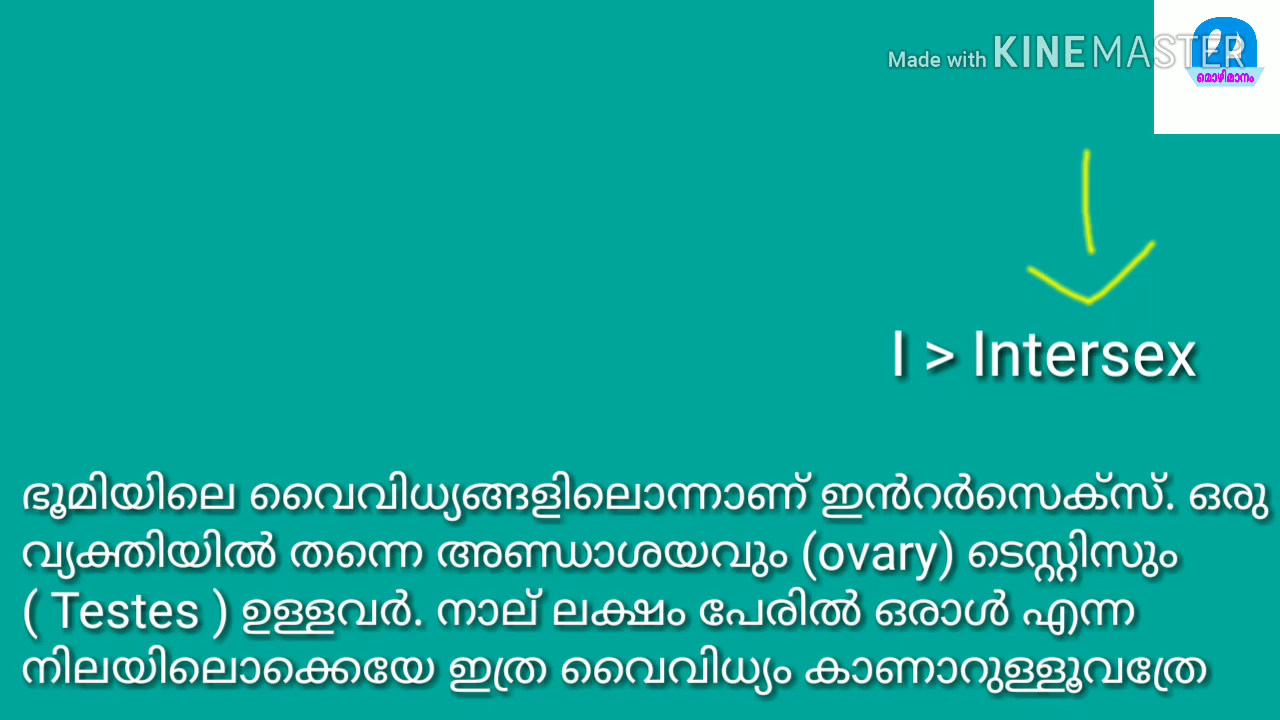 Made with KINEMASTER
മൊഴിമാനം
I > Intersex
ഭൂമിയിലെ വൈവിധ്യങ്ങളിലൊന്നാണ് ഇൻറർസെക്സ്. ഒരു
വ്യക്തിയിൽ തന്നെ അണ്ഡാശയവും (ovary) ടെസ്റ്റിസും
( Testes ) ഉള്ളവർ. നാല് ലക്ഷം പേരിൽ ഒരാൾ എന്ന
നിലയിലൊക്കെയേ ഇത്ര വൈവിധ്യം കാണാറുള്ളൂവത്രേ